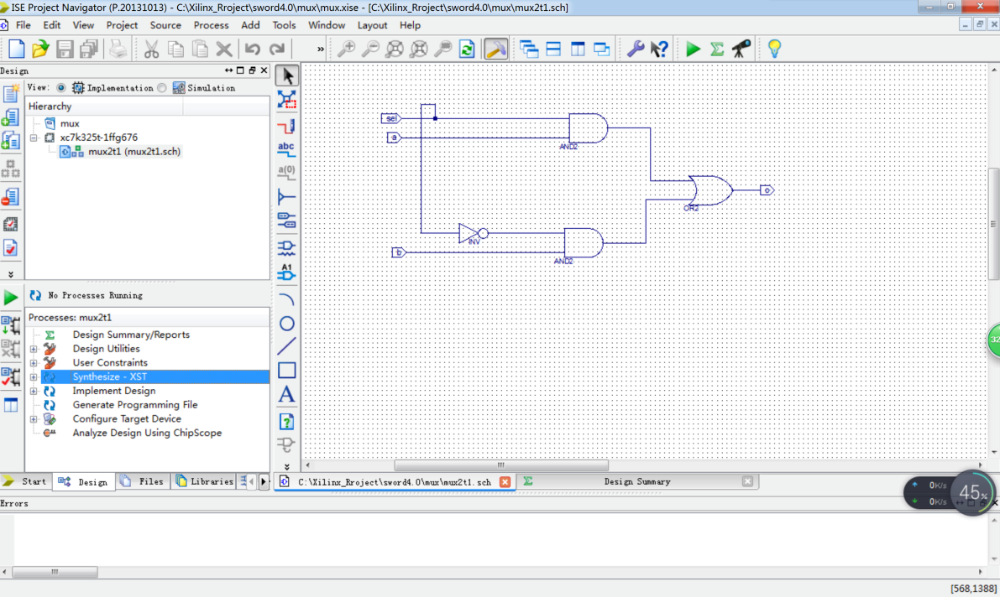 ISE Project Navigator (P.20131013) - C:\Xilinx_Rroject\sword4.0\mux\mux.xise - [C:\Xilinx_Rroject\sword4.0\mux\mux2t1.sch]
File Edit View Project Source Process Add Tools Window Layout Help
»
Design
View: Implementation Simulation
Hierarchy
mux
xc7k325t-1ffg676
mux2t1 (mux2t1.sch)
No Processes Running
Processes: mux2t1
Design Summary/Reports
Design Utilities
User Constraints
Synthesize - XST
Implement Design
Generate Programming File
Configure Target Device
Analyze Design Using ChipScope
Start Design Files Libraries
abc
a(0)
A1
A
sel
a
AND2
OR2
o
INV
b
AND2
32
C:\Xilinx_Rroject\sword4.0\mux\mux2t1.sch Design Summary
0K/s
0K/s
45%
Errors
[568,1388]